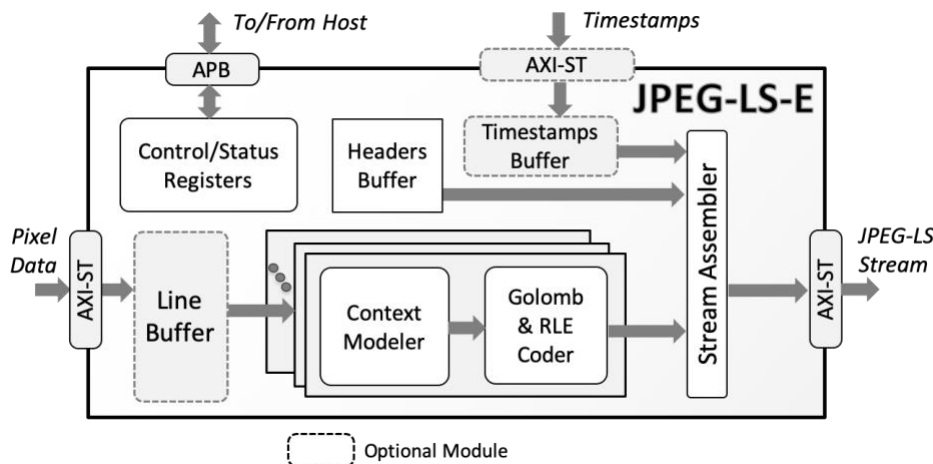 To/From Host
Timestamps
APB
AXI-ST
JPEG-LS-E
Control/Status
Registers
Headers
Buffer
Timestamps
Buffer
Stream Assembler
Pixel
Data
AXI-ST
Line
Buffer
Context
Modeler
Golomb
& RLE
Coder
AXI-ST
JPEG-LS
Stream
Optional Module